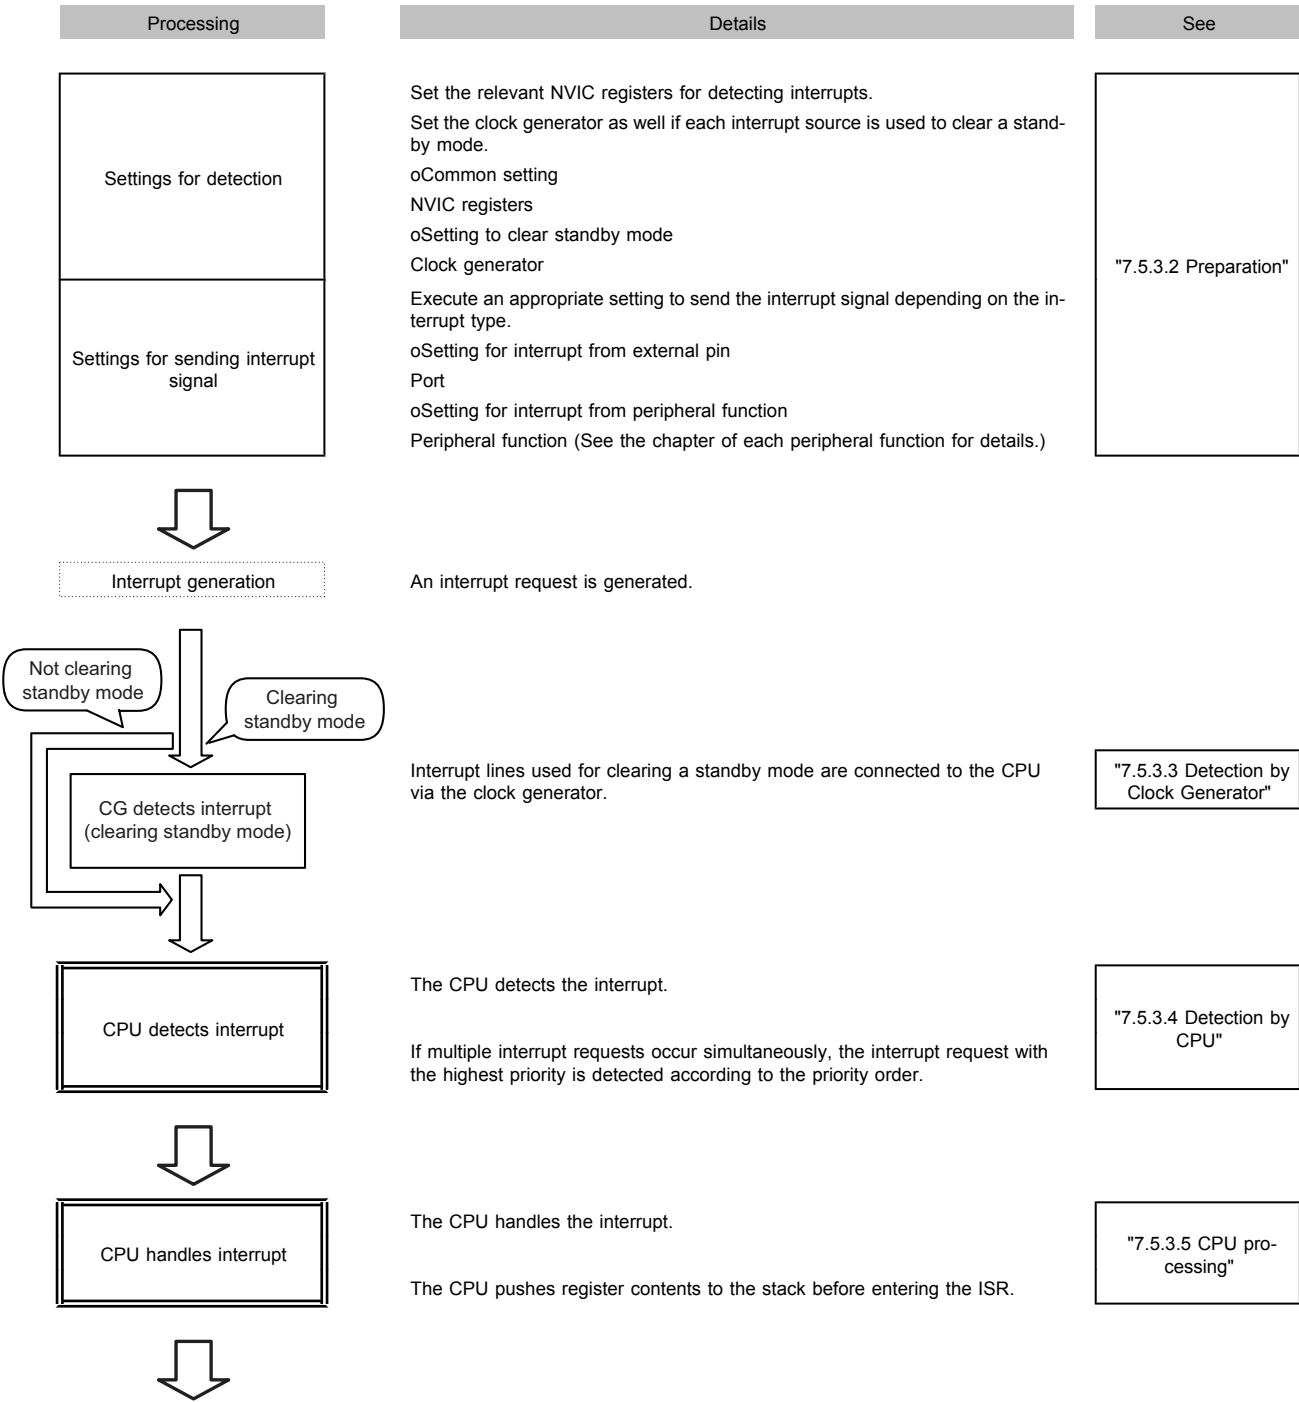 Processing
Details
See
Settings for detection
Set the relevant NVIC registers for detecting interrupts.
Set the clock generator as well if each interrupt source is used to clear a stand-
by mode.
oCommon setting
NVIC registers
oSetting to clear standby mode
Clock generator
"7.5.3.2 Preparation"
Settings for sending interrupt
signal
Execute an appropriate setting to send the interrupt signal depending on the in-
terrupt type.
oSetting for interrupt from external pin
Port
oSetting for interrupt from peripheral function
Peripheral function (See the chapter of each peripheral function for details.)
Interrupt generation
An interrupt request is generated.
Not clearing
standby mode
Clearing
standby mode
CG detects interrupt
(clearing standby mode)
Interrupt lines used for clearing a standby mode are connected to the CPU
via the clock generator.
"7.5.3.3 Detection by
Clock Generator"
CPU detects interrupt
The CPU detects the interrupt.
If multiple interrupt requests occur simultaneously, the interrupt request with
the highest priority is detected according to the priority order.
"7.5.3.4 Detection by
CPU"
CPU handles interrupt
The CPU handles the interrupt.
The CPU pushes register contents to the stack before entering the ISR.
"7.5.3.5 CPU pro-
cessing"